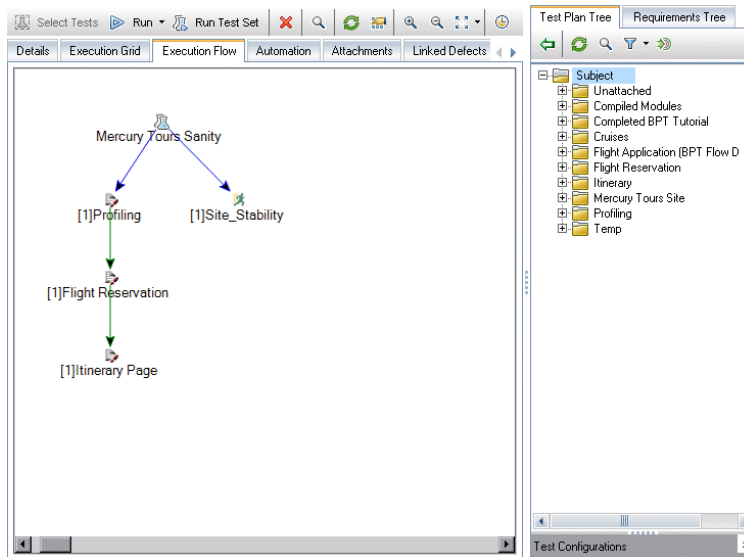 Select Tests Run Run Test Set
Details Execution Grid Execution Flow Automation Attachments Linked Defects
Mercury Tours Sanity
[1]Profiling [1]Site_Stability
[1]Flight Reservation
[1]Itinerary Page
Test Plan Tree Requirements Tree
Subject
Unattached
Compiled Modules
Completed BPT Tutorial
Cruises
Flight Application (BPT Flow D
Flight Reservation
Itinerary
Mercury Tours Site
Profiling
Temp
Test Configurations